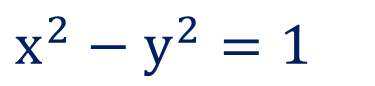 x² − y² = 1